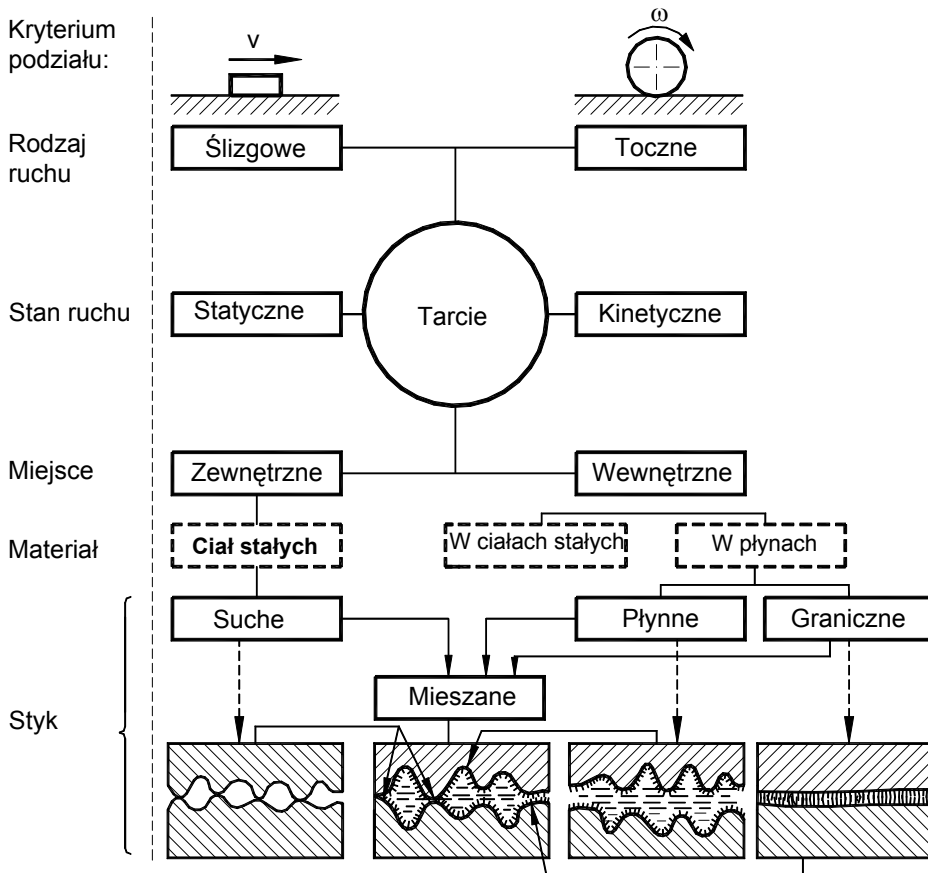 Kryterium
podziału:
v
ω
Rodzaj
ruchu
Ślizgowe
Toczne
Stan ruchu
Statyczne
Tarcie
Kinetyczne
Miejsce
Zewnętrzne
Wewnętrzne
Materiał
Ciał stałych
W ciałach stałych
W płynach
Suche
Płynne
Graniczne
Mieszane
Styk